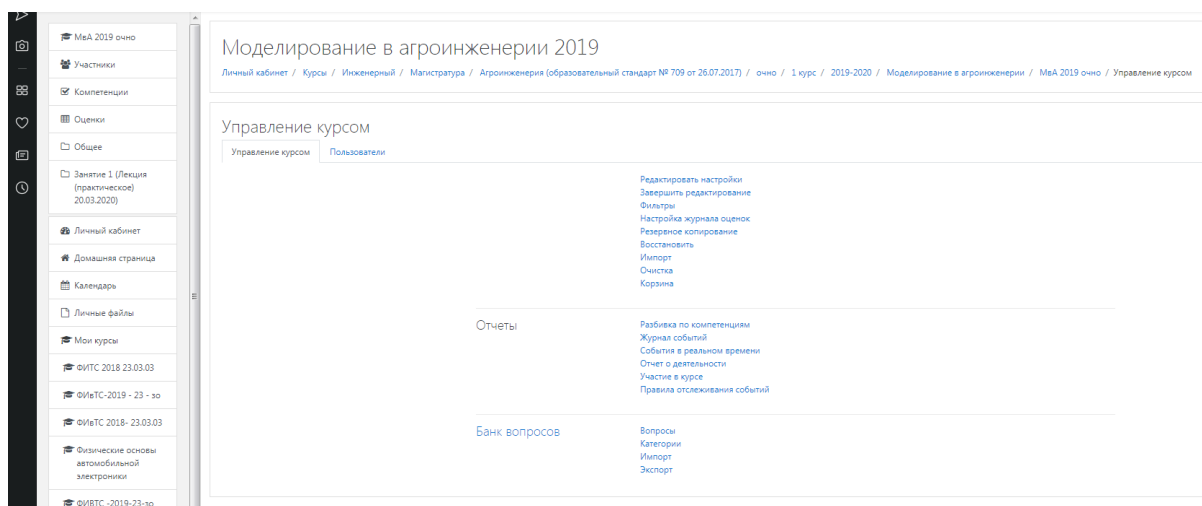 МвА 2019 очно
Участники
Компетенции
Оценки
Общее
Занятие 1 (Лекция
(практическое)
20.03.2020)
Личный кабинет
Домашняя страница
Календарь
Личные файлы
Мои курсы
ФИТС 2018 23.03.03
ФИвТС-2019 - 23 - зо
ФИвТС 2018- 23.03.03
Физические основы
автомобильной
электроники
ФИВТС -2019-23-зо
Моделирование в агроинженерии 2019
Личный кабинет / Курсы / Инженерный / Магистратура / Агроинженерия (образовательный стандарт № 709 от 26.07.2017) / очно / 1 курс / 2019-2020 / Моделирование в агроинженерии / МвА 2019 очно / Управление курсом
Управление курсом
Управление курсом Пользователи
Редактировать настройки
Завершить редактирование
Фильтры
Настройка журнала оценок
Резервное копирование
Восстановить
Импорт
Очистка
Корзина
Отчеты
Разбивка по компетенциям
Журнал событий
События в реальном времени
Отчет о деятельности
Участие в курсе
Правила отслеживания событий
Банк вопросов
Вопросы
Категории
Импорт
Экспорт